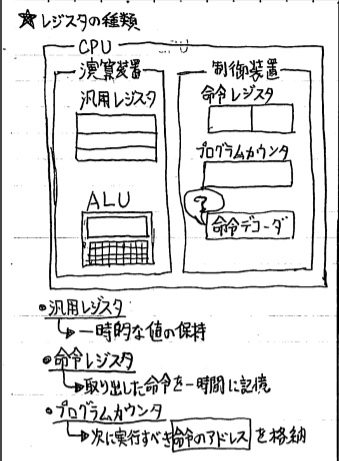 ★レジスタの種類
CPU
演算装置
汎用レジスタ
ALU
制御装置
命令レジスタ
プログラムカウンタ
?
命令デコーダ
・汎用レジスタ
→一時的な値の保持
・命令レジスタ
→取り出した命令を一時間に記憶
・プログラムカウンタ
→次に実行すべき命令のアドレスを格納